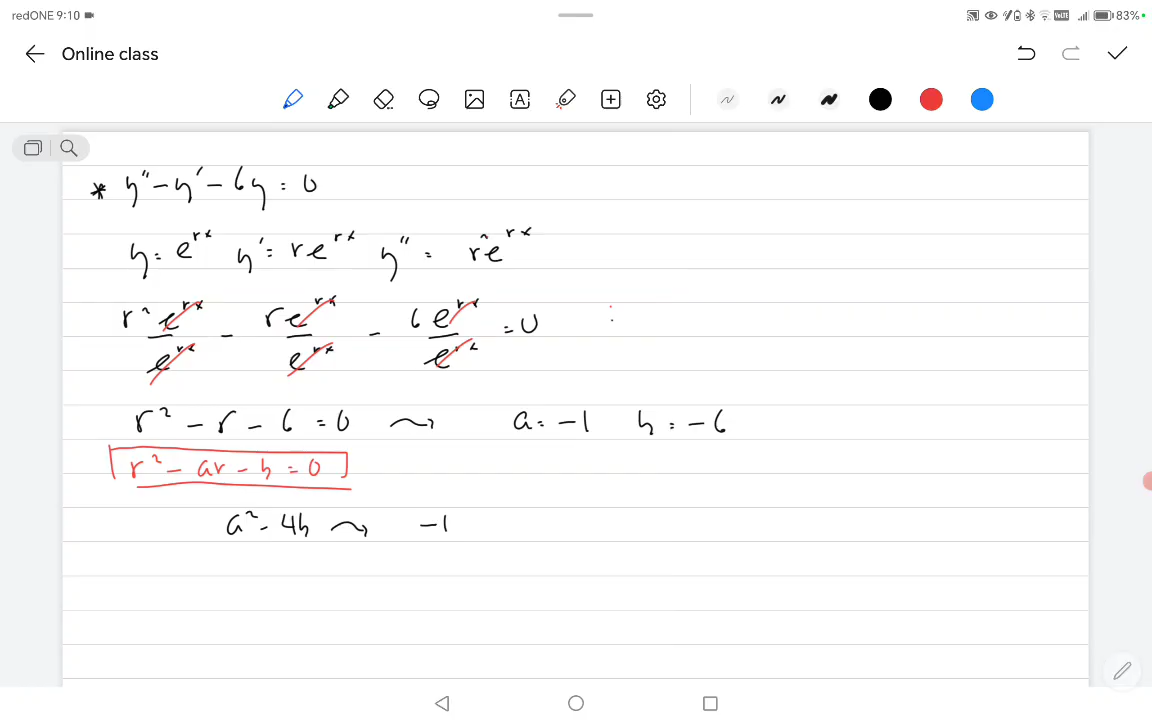 redONE 9:10 83%
Online class
* y'' - y' - 6y = 0
y = e^{rx} y' = re^{rx} y'' = r^2e^{rx}
r^2 e^{rx}/e^{rx} - re^{rx}/e^{rx} - 6e^{rx}/e^{rx} = 0
r^2 - r - 6 = 0 ⇝ a = -1 b = -6
r^2 - ar - b = 0
a^2 - 4b ⇝ -1